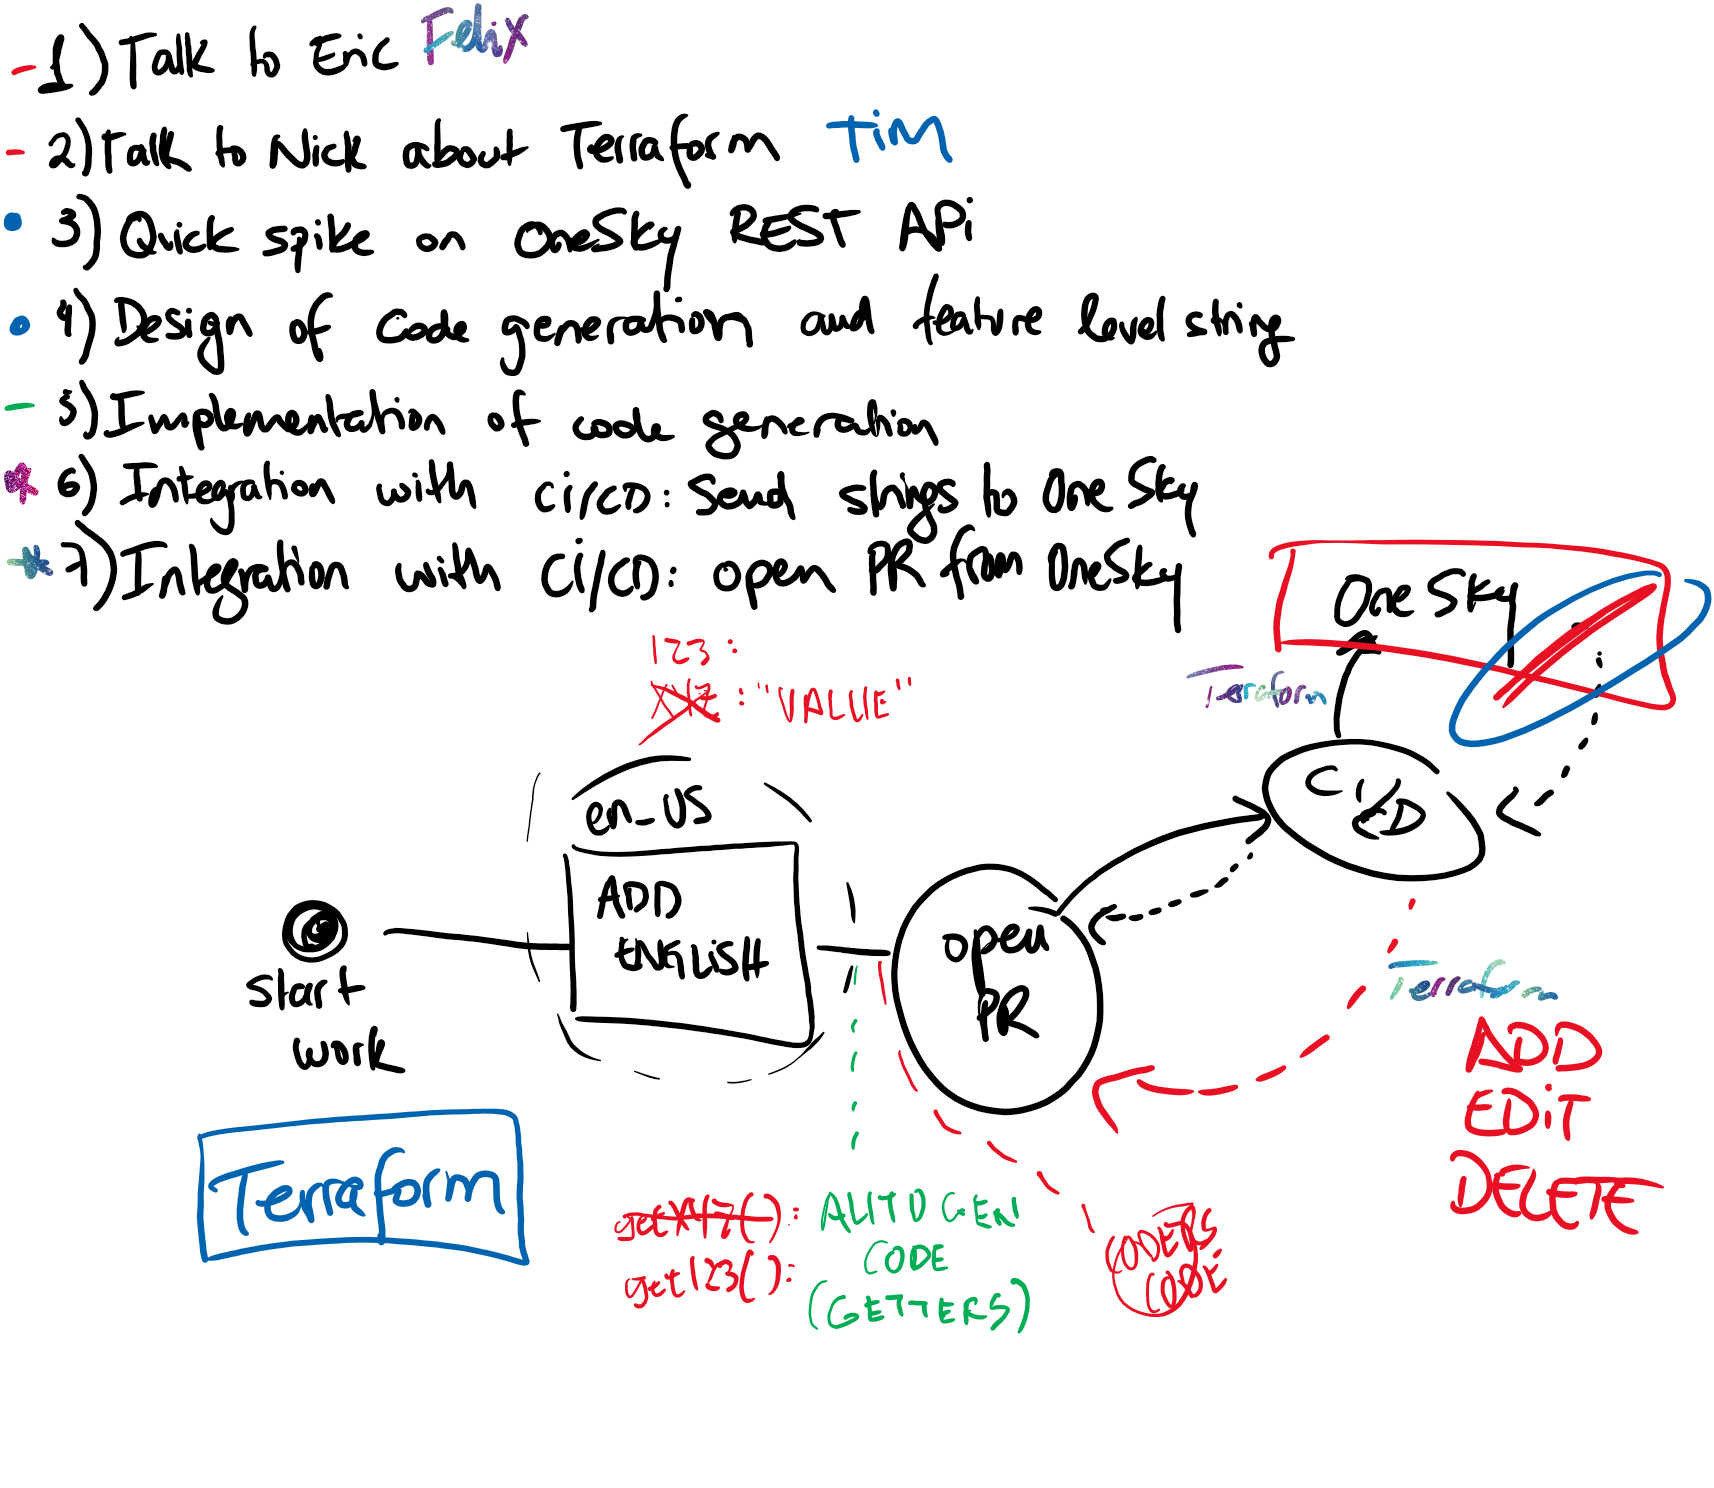 1) Talk to Eric Felix
2) Talk to Nick about Terraform TiM
3) Quick spike on OneSky REST APi
4) Design of code generation and feature level string
5) Implementation of code generation
6) Integration with Ci/CD: Send strings to One Sky
7) Integration with Ci/CD: open PR from OneSky
One Sky
123:
XYZ: "VALUE"
Terraform
en_US
Ci/CD
ADD
ENGLiSH
open
PR
start
work
Terraform
ADD
EDiT
DELETE
Terraform
getXYZ(): AUTO GEN
get123(): CODE
(GETTERS)
CODERS
CODE